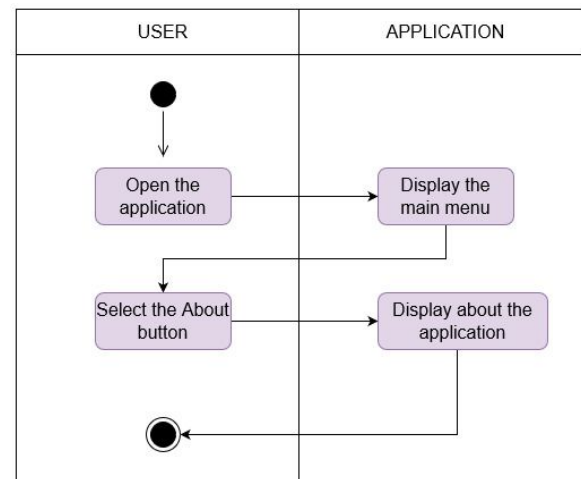 USER
APPLICATION
Open the
application
Display the
main menu
Select the About
button
Display about the
application